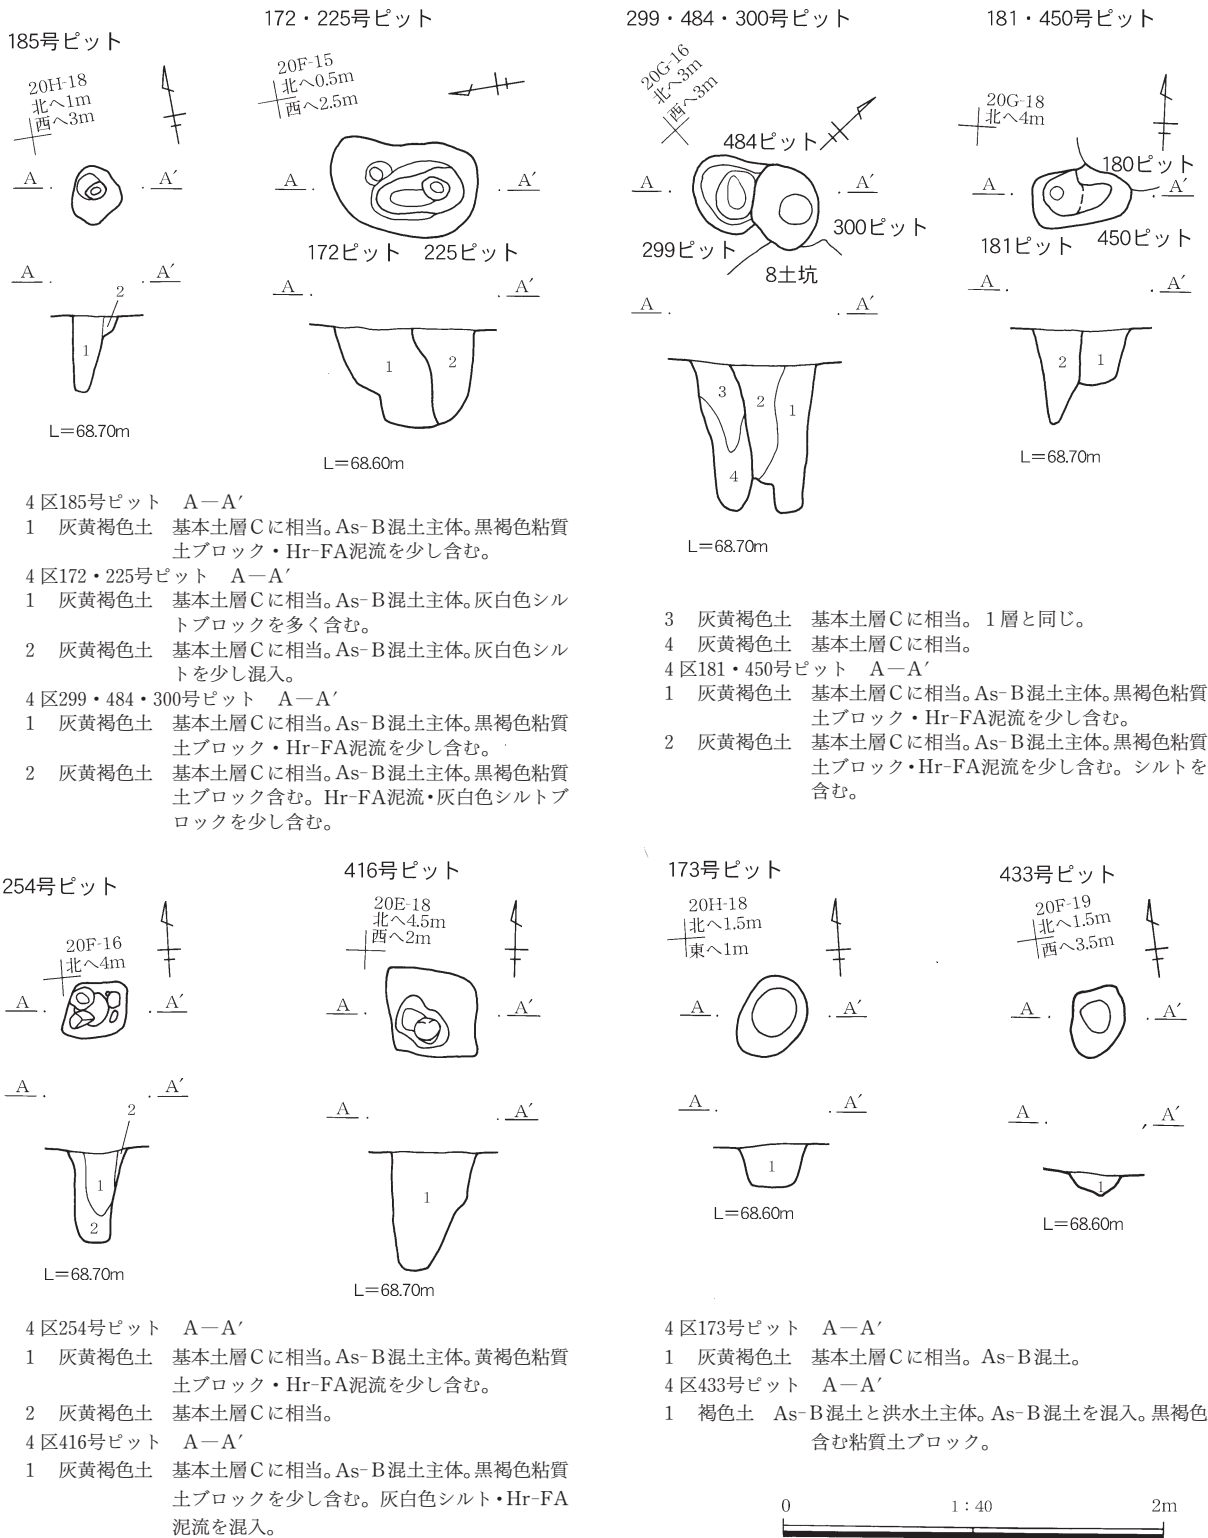 185号ピット
20H-18
北へ1m
西へ3m
A
A′
A
A′
2
1
L=68.70m
172・225号ピット
20F-15
北へ0.5m
西へ2.5m
A
A′
172ピット 225ピット
A
A′
1
2
L=68.60m
299・484・300号ピット
20G-16
北へ3m
西へ3m
484ピット
A
A′
300ピット
299ピット
8土坑
A
A′
3
2
1
4
L=68.70m
181・450号ピット
20G-18
北へ4m
180ピット
A
A′
181ピット 450ピット
A
A′
2
1
L=68.70m
4区185号ピット A―A′
1 灰黄褐色土 基本土層Cに相当。As-B混土主体。黒褐色粘質
土ブロック・Hr-FA泥流を少し含む。
4区172・225号ピット A―A′
1 灰黄褐色土 基本土層Cに相当。As-B混土主体。灰白色シル
トブロックを多く含む。
2 灰黄褐色土 基本土層Cに相当。As-B混土主体。灰白色シル
トを少し混入。
4区299・484・300号ピット A―A′
1 灰黄褐色土 基本土層Cに相当。As-B混土主体。黒褐色粘質
土ブロック・Hr-FA泥流を少し含む。
2 灰黄褐色土 基本土層Cに相当。As-B混土主体。黒褐色粘質
土ブロック含む。Hr-FA泥流・灰白色シルトブ
ロックを少し含む。
3 灰黄褐色土 基本土層Cに相当。1層と同じ。
4 灰黄褐色土 基本土層Cに相当。
4区181・450号ピット A―A′
1 灰黄褐色土 基本土層Cに相当。As-B混土主体。黒褐色粘質
土ブロック・Hr-FA泥流を少し含む。
2 灰黄褐色土 基本土層Cに相当。As-B混土主体。黒褐色粘質
土ブロック・Hr-FA泥流を少し含む。シルトを
含む。
254号ピット
20F-16
北へ4m
A
A′
A
A′
2
1
2
L=68.70m
416号ピット
20E-18
北へ4.5m
西へ2m
A
A′
A
A′
1
L=68.70m
173号ピット
20H-18
北へ1.5m
東へ1m
A
A′
A
A′
1
L=68.60m
433号ピット
20F-19
北へ1.5m
西へ3.5m
A
A′
A
A′
1
L=68.60m
4区254号ピット A―A′
1 灰黄褐色土 基本土層Cに相当。As-B混土主体。黄褐色粘質
土ブロック・Hr-FA泥流を少し含む。
2 灰黄褐色土 基本土層Cに相当。
4区416号ピット A―A′
1 灰黄褐色土 基本土層Cに相当。As-B混土主体。黒褐色粘質
土ブロックを少し含む。灰白色シルト・Hr-FA
泥流を混入。
4区173号ピット A―A′
1 灰黄褐色土 基本土層Cに相当。As-B混土。
4区433号ピット A―A′
1 褐色土 As-B混土と洪水土主体。As-B混土を混入。黒褐色
含む粘質土ブロック。
0 1:40 2m